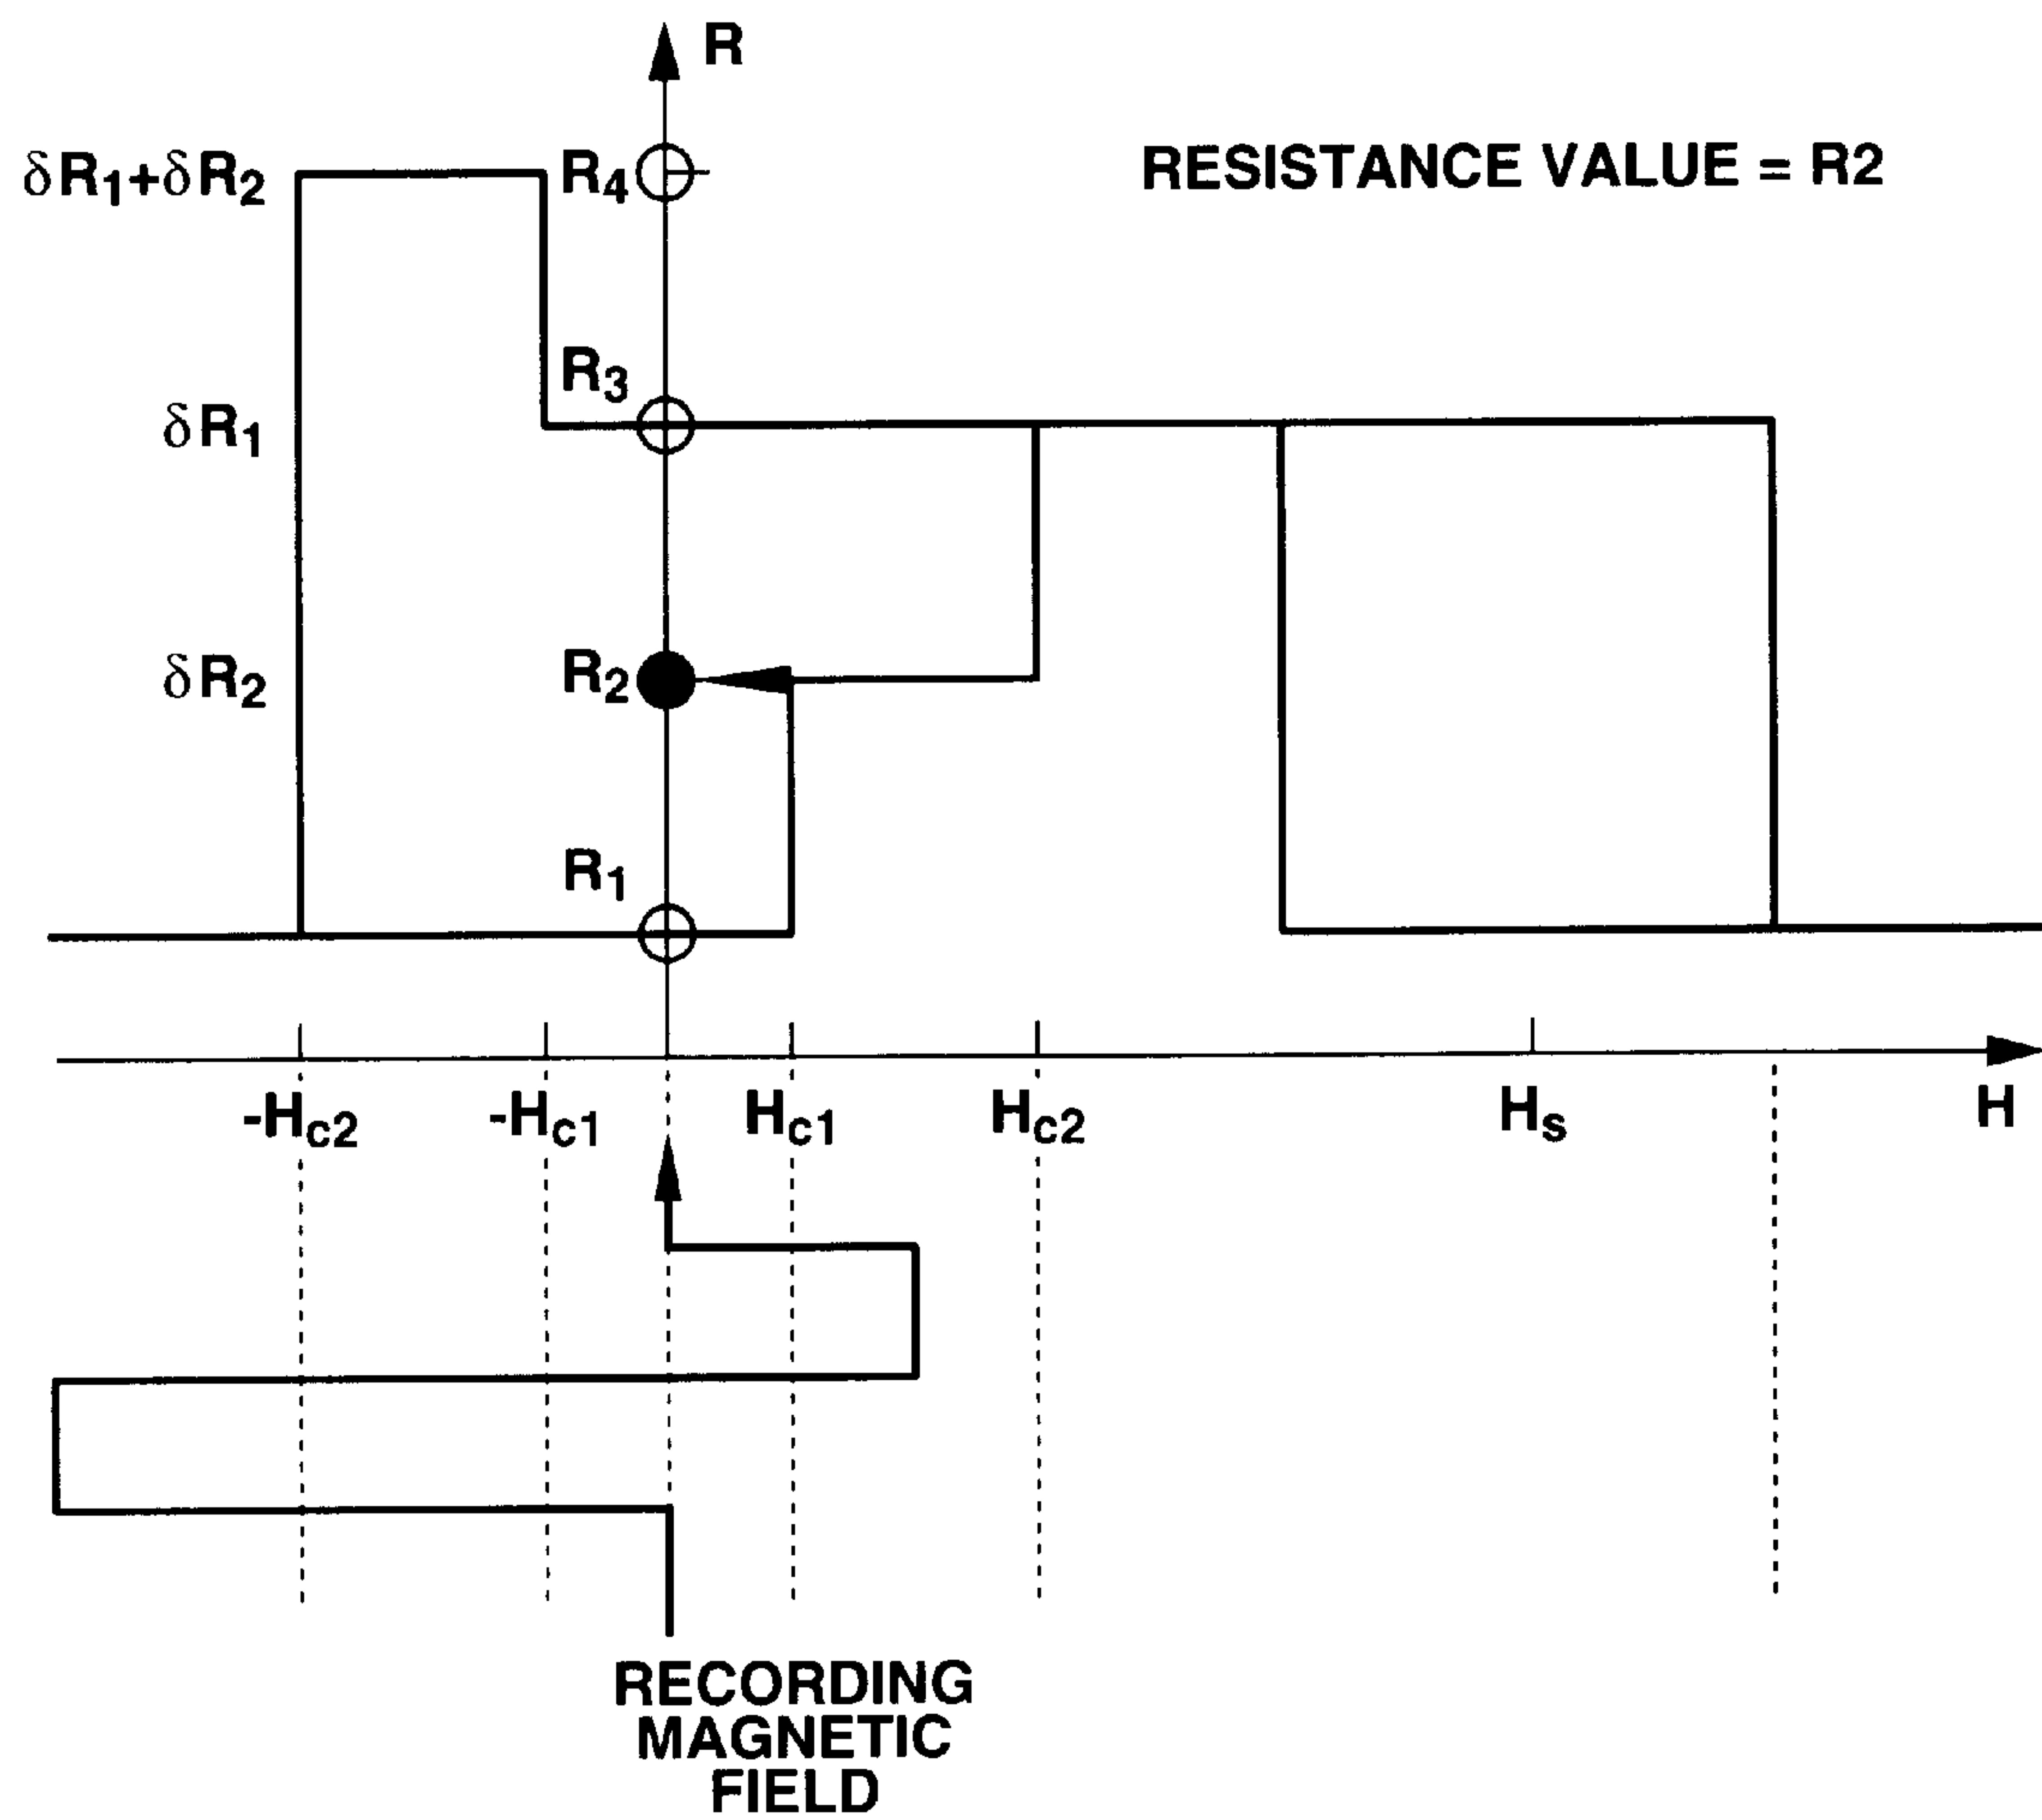 R
δR₁+δR₂
R₄
RESISTANCE VALUE = R2
R₃
δR₁
δR₂
R₂
R₁
-Hc2
-Hc1
Hc1
Hc2
Hs
H
RECORDING
MAGNETIC
FIELD